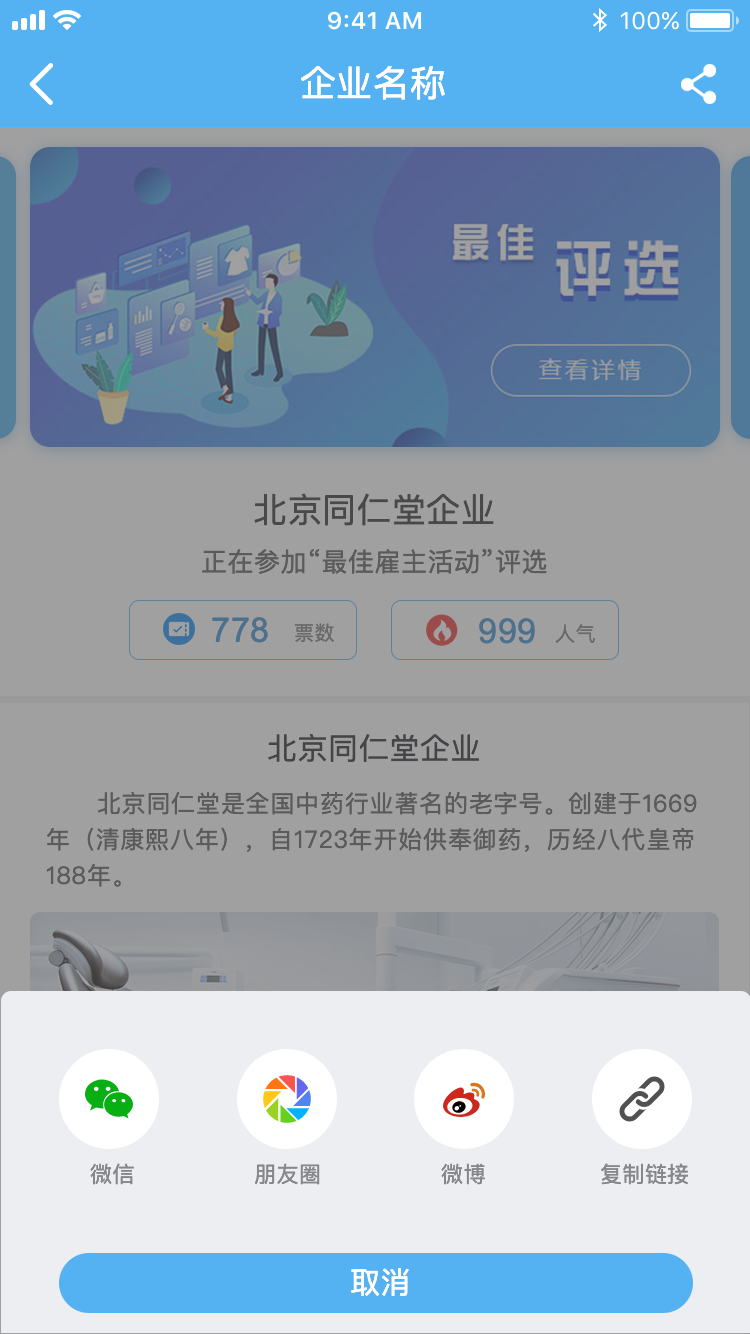 9:41 AM 100%
企业名称
最佳 评选
查看详情
北京同仁堂企业
正在参加“最佳雇主活动”评选
778 票数 999 人气
北京同仁堂企业
北京同仁堂是全国中药行业著名的老字号。创建于1669
年（清康熙八年），自1723年开始供奉御药，历经八代皇帝
188年。
微信 朋友圈 微博 复制链接
取消